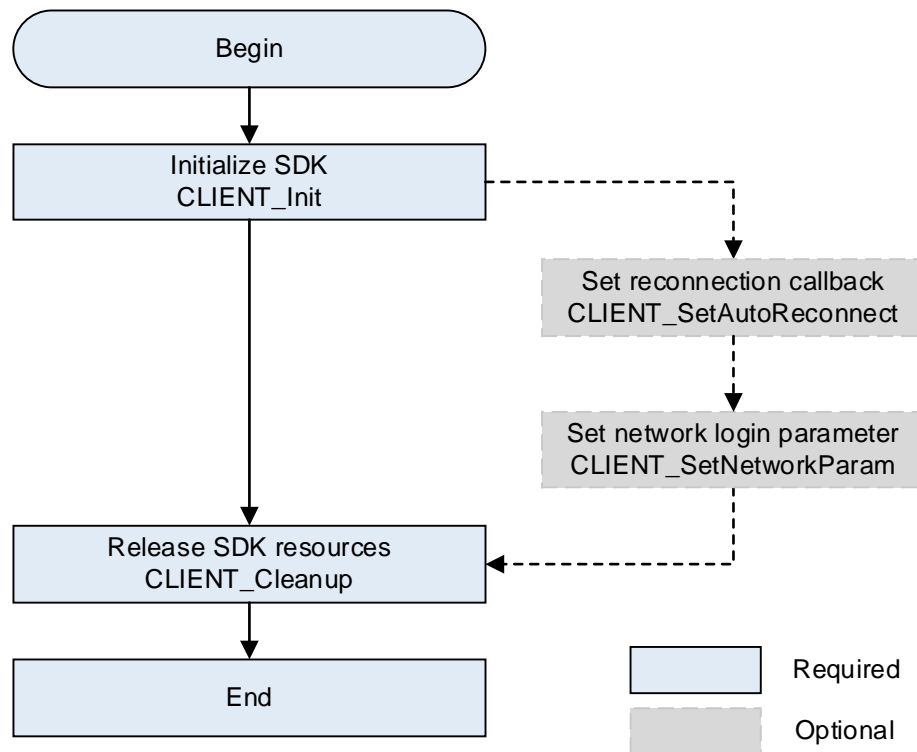 Begin
Initialize SDK
CLIENT_Init
Set reconnection callback
CLIENT_SetAutoReconnect
Set network login parameter
CLIENT_SetNetworkParam
Release SDK resources
CLIENT_Cleanup
End
Required
Optional